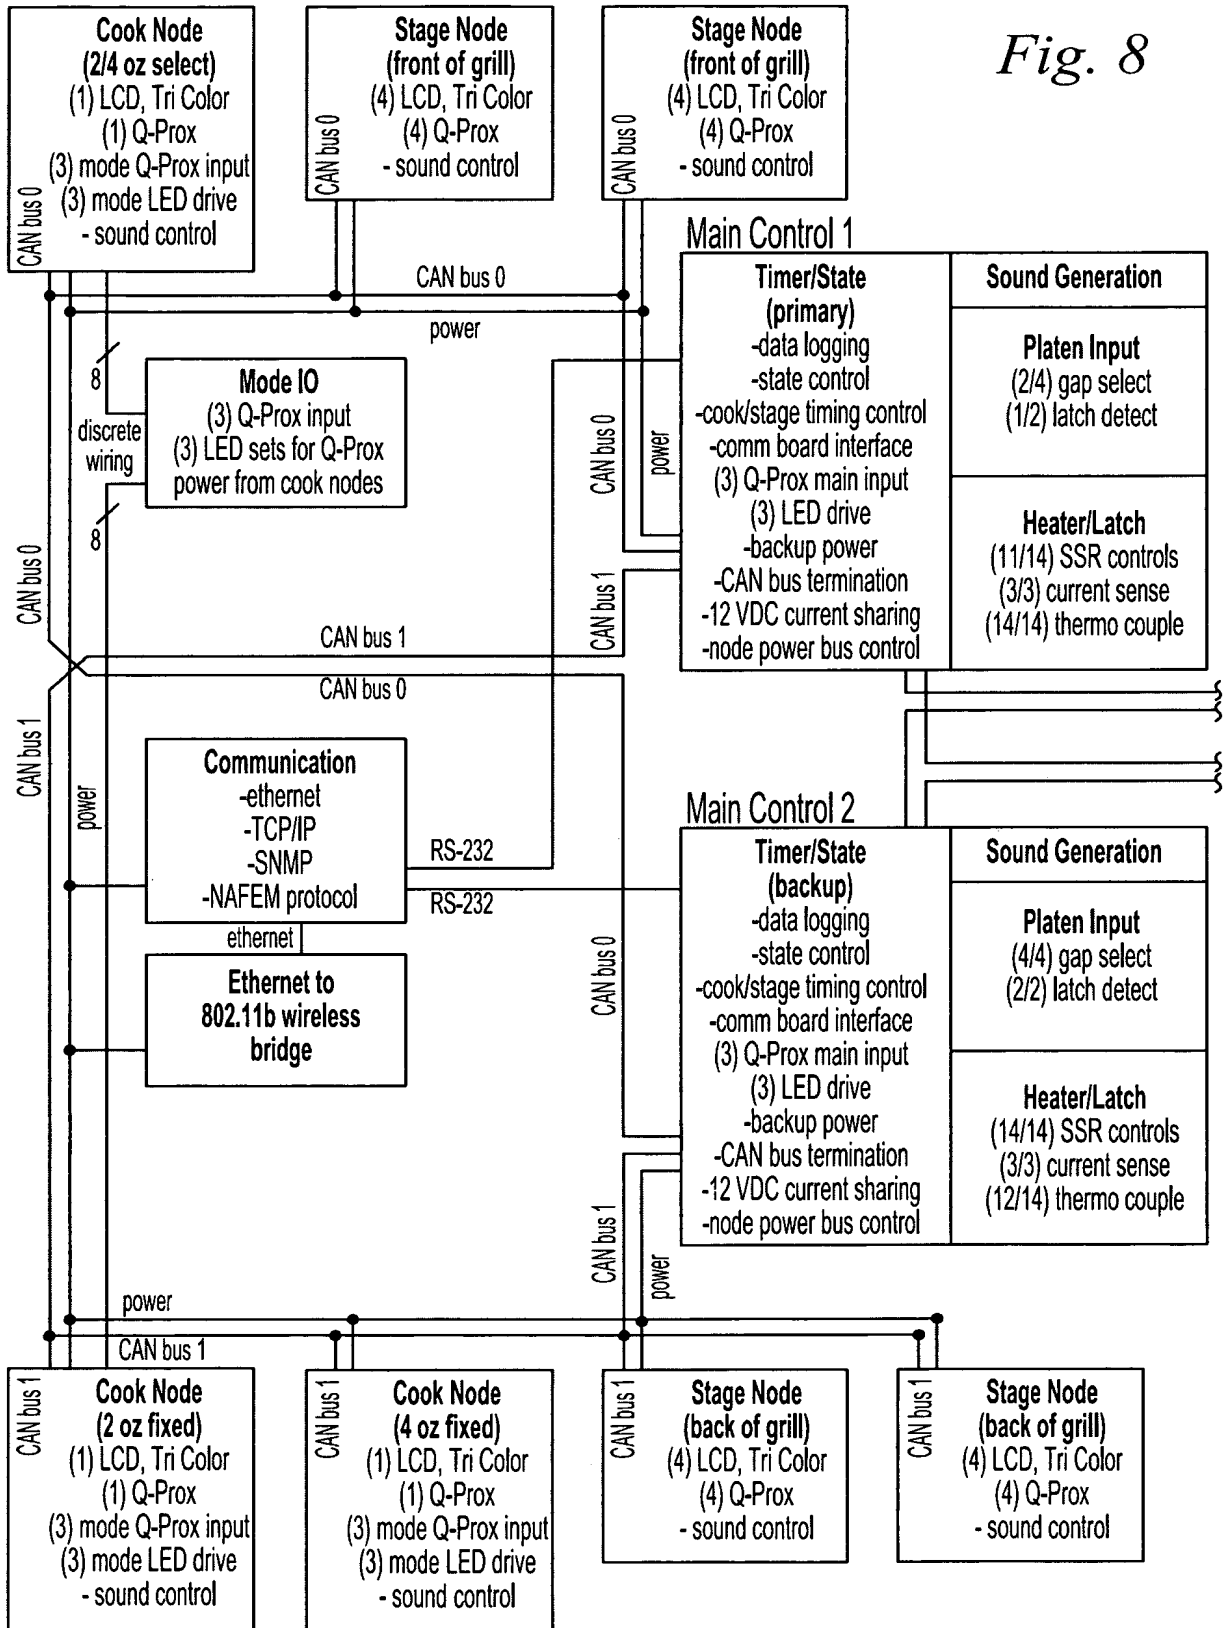 Fig. 8
Cook Node
(2/4 oz select)
(1) LCD, Tri Color
(1) Q-Prox
(3) mode Q-Prox input
(3) mode LED drive
- sound control
CAN bus 0
Stage Node
(front of grill)
(4) LCD, Tri Color
(4) Q-Prox
- sound control
CAN bus 0
Stage Node
(front of grill)
(4) LCD, Tri Color
(4) Q-Prox
- sound control
CAN bus 0
CAN bus 0
power
8
discrete
wiring
8
Mode IO
(3) Q-Prox input
(3) LED sets for Q-Prox
power from cook nodes
Main Control 1
Timer/State
(primary)
-data logging
-state control
-cook/stage timing control
-comm board interface
(3) Q-Prox main input
(3) LED drive
-backup power
-CAN bus termination
-12 VDC current sharing
-node power bus control
Sound Generation
Platen Input
(2/4) gap select
(1/2) latch detect
Heater/Latch
(11/14) SSR controls
(3/3) current sense
(14/14) thermo couple
CAN bus 0
power
CAN bus 0
CAN bus 1
CAN bus 1
CAN bus 0
CAN bus 1
power
Communication
-ethernet
-TCP/IP
-SNMP
-NAFEM protocol
RS-232
RS-232
ethernet
Ethernet to
802.11b wireless
bridge
Main Control 2
Timer/State
(backup)
-data logging
-state control
-cook/stage timing control
-comm board interface
(3) Q-Prox main input
(3) LED drive
-backup power
-CAN bus termination
-12 VDC current sharing
-node power bus control
Sound Generation
Platen Input
(4/4) gap select
(2/2) latch detect
Heater/Latch
(14/14) SSR controls
(3/3) current sense
(12/14) thermo couple
CAN bus 0
CAN bus 1
power
power
CAN bus 1
CAN bus 1
Cook Node
(2 oz fixed)
(1) LCD, Tri Color
(1) Q-Prox
(3) mode Q-Prox input
(3) mode LED drive
- sound control
CAN bus 1
Cook Node
(4 oz fixed)
(1) LCD, Tri Color
(1) Q-Prox
(3) mode Q-Prox input
(3) mode LED drive
- sound control
CAN bus 1
Stage Node
(back of grill)
(4) LCD, Tri Color
(4) Q-Prox
- sound control
CAN bus 1
Stage Node
(back of grill)
(4) LCD, Tri Color
(4) Q-Prox
- sound control